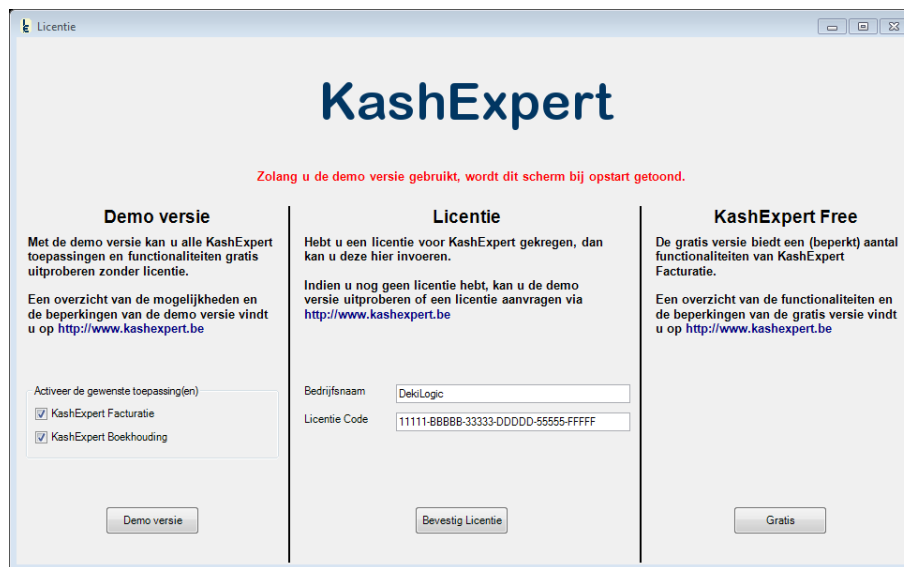 Licentie
KashExpert
Zolang u de demo versie gebruikt, wordt dit scherm bij opstart getoond.
Demo versie
Met de demo versie kan u alle KashExpert
toepassingen en functionaliteiten gratis
uitproberen zonder licentie.
Een overzicht van de mogelijkheden en
de beperkingen van de demo versie vindt
u op http://www.kashexpert.be
Activeer de gewenste toepassing(en)
KashExpert Facturatie
KashExpert Boekhouding
Demo versie
Licentie
Hebt u een licentie voor KashExpert gekregen, dan
kan u deze hier invoeren.
Indien u nog geen licentie hebt, kan u de demo
versie uitproberen of een licentie aanvragen via
http://www.kashexpert.be
Bedrijfsnaam DekiLogic
Licentie Code 11111-BBBBB-33333-DDDDD-55555-FFFFF
Bevestig Licentie
KashExpert Free
De gratis versie biedt een (beperkt) aantal
functionaliteiten van KashExpert
Facturatie.
Een overzicht van de functionaliteiten en
de beperkingen van de gratis versie vindt
u op http://www.kashexpert.be
Gratis